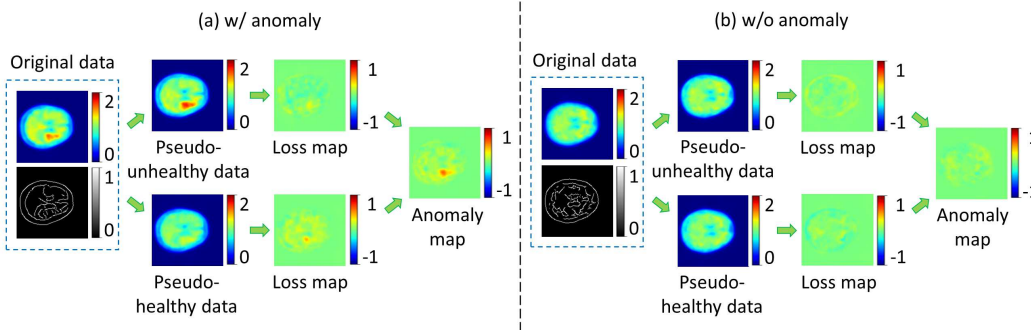 (a) w/ anomaly
Original data
2
0
1
0
2
0
Pseudo-
unhealthy data
1
-1
Loss map
2
0
Pseudo-
healthy data
1
-1
Loss map
1
-1
Anomaly
map
(b) w/o anomaly
Original data
2
0
1
0
2
0
Pseudo-
unhealthy data
1
-1
Loss map
2
0
Pseudo-
healthy data
1
-1
Loss map
1
Anomaly
map